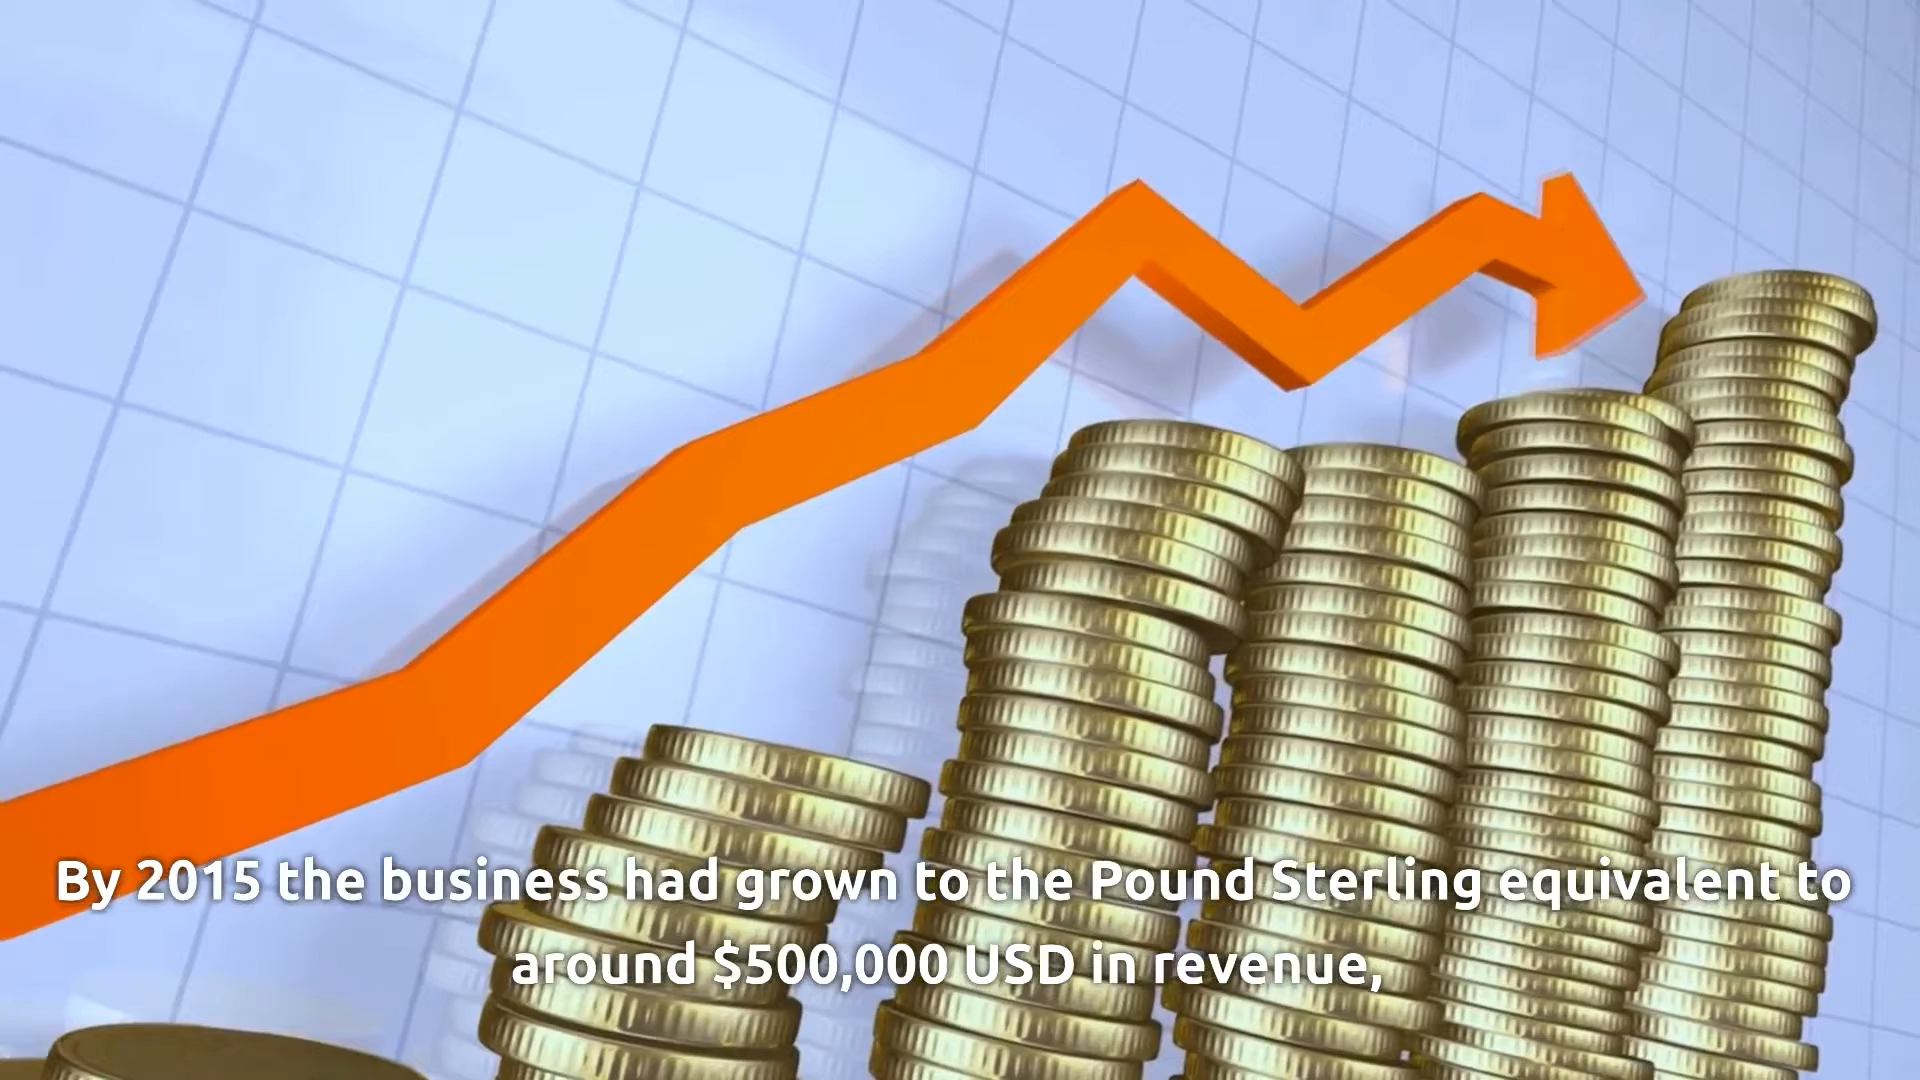 By 2015 the business had grown to the Pound Sterling equivalent to
around $500,000 USD in revenue,